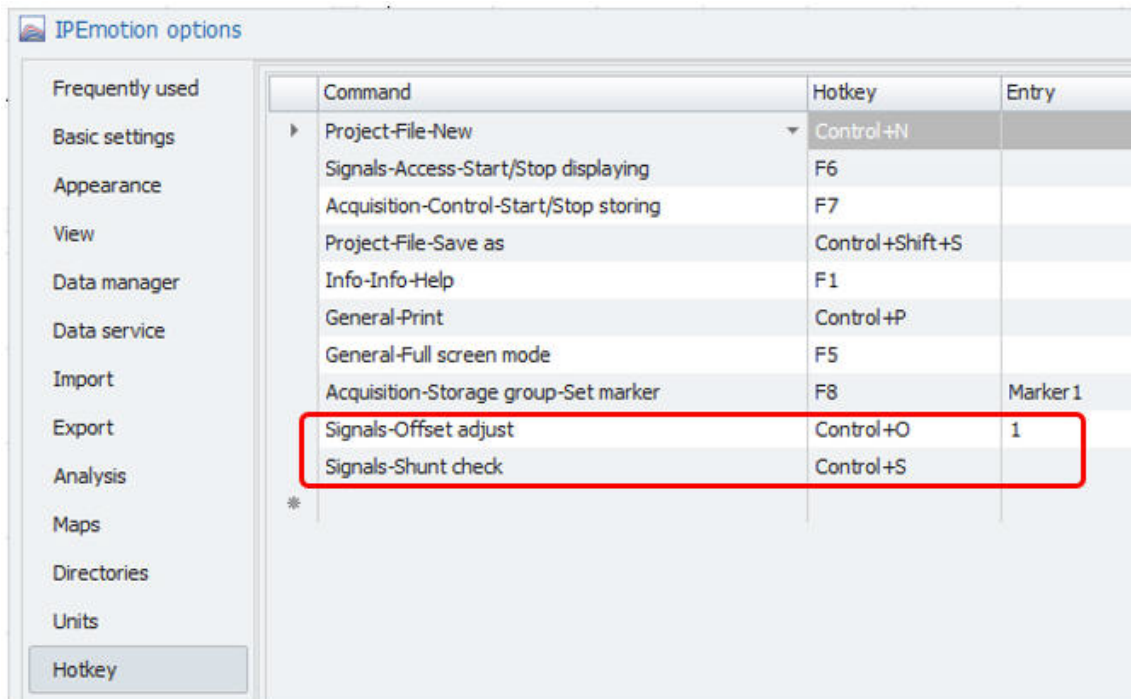 IPEmotion options
Frequently used
Basic settings
Appearance
View
Data manager
Data service
Import
Export
Analysis
Maps
Directories
Units
Hotkey
Command Hotkey Entry
Project-File-New Control+N
Signals-Access-Start/Stop displaying F6
Acquisition-Control-Start/Stop storing F7
Project-File-Save as Control+Shift+S
Info-Info-Help F1
General-Print Control+P
General-Full screen mode F5
Acquisition-Storage group-Set marker F8 Marker1
Signals-Offset adjust Control+O 1
Signals-Shunt check Control+S